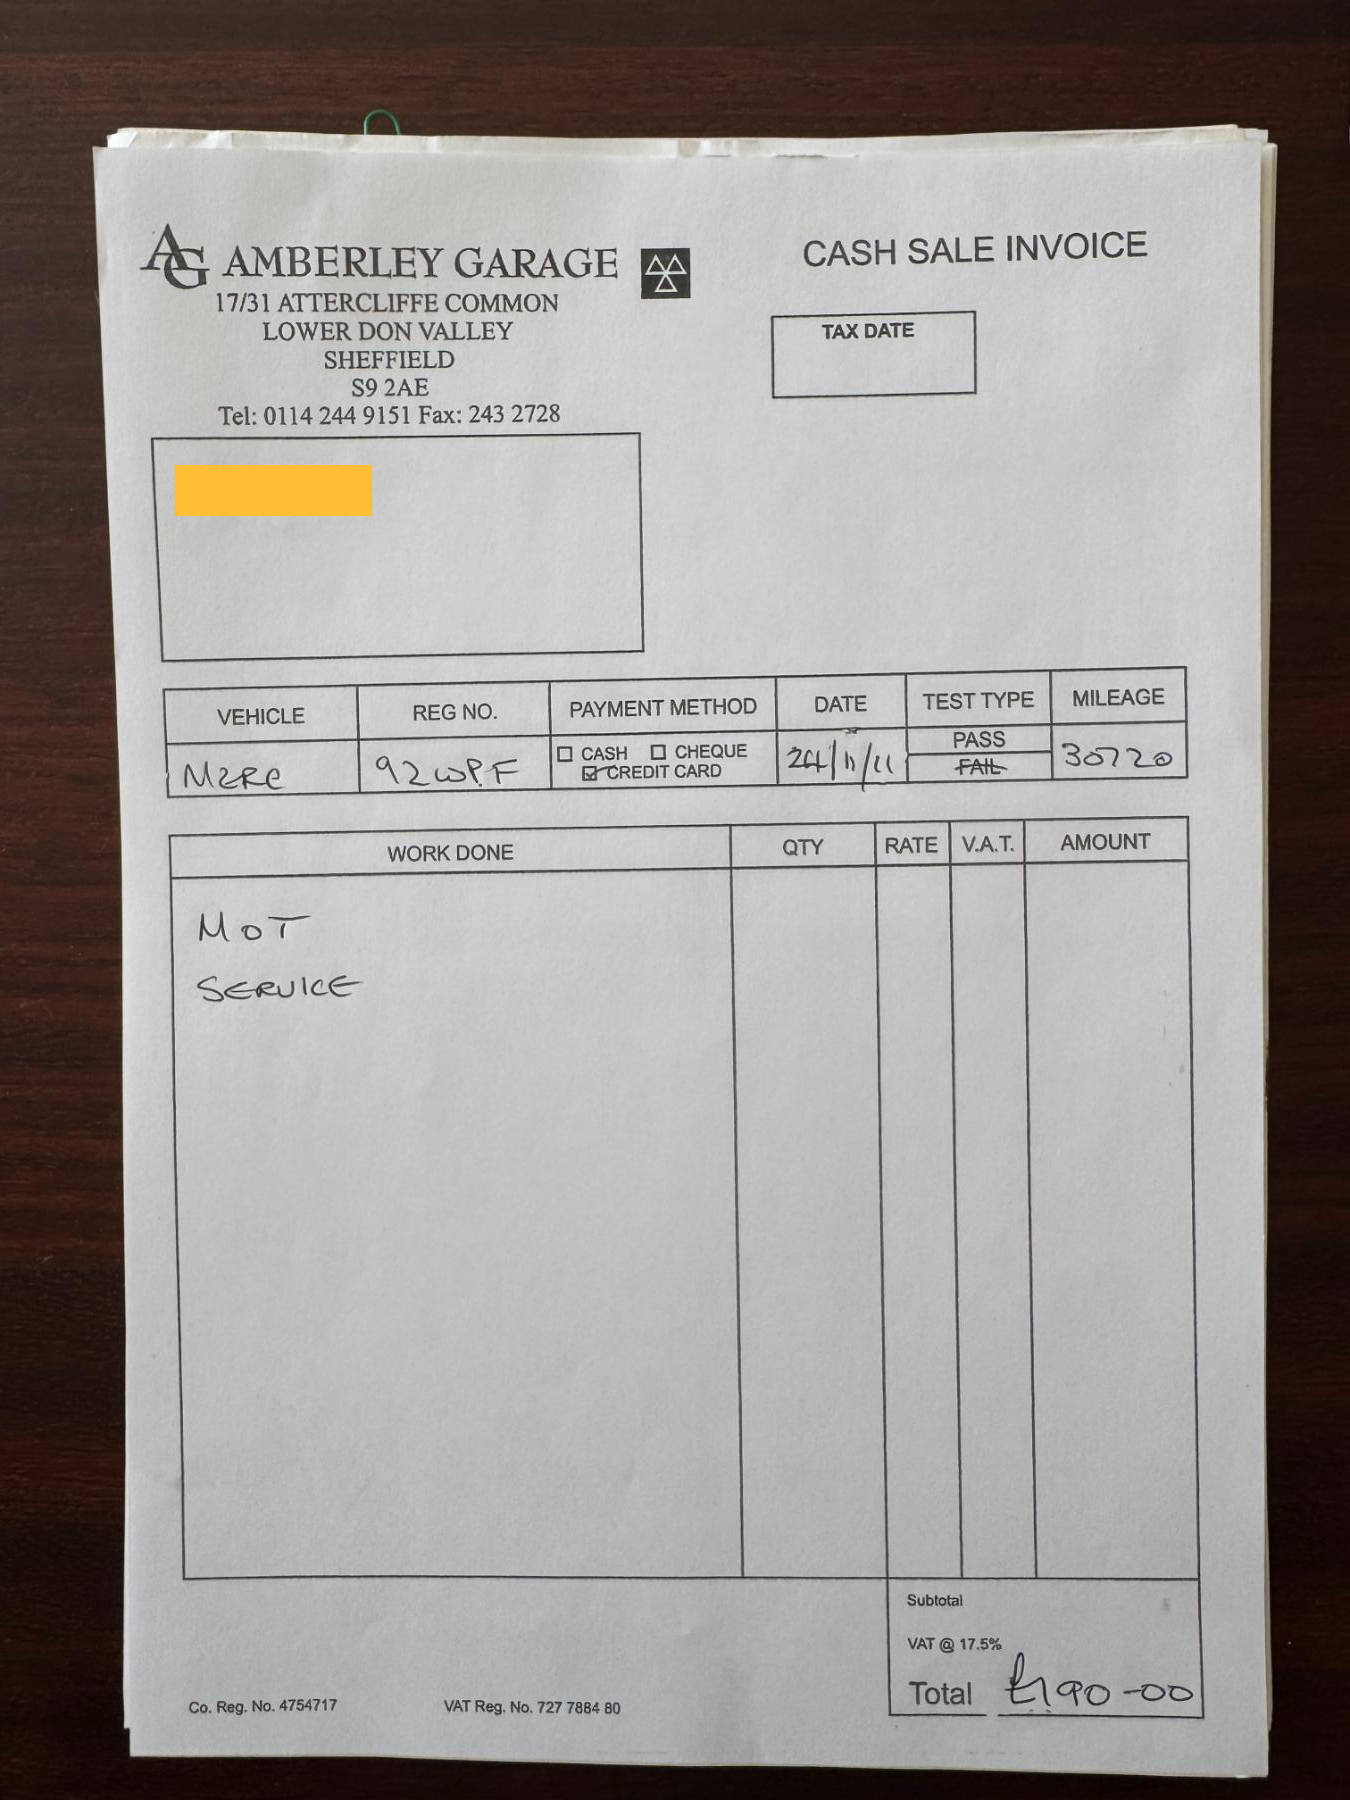 AG AMBERLEY GARAGE
17/31 ATTERCLIFFE COMMON
LOWER DON VALLEY
SHEFFIELD
S9 2AE
Tel: 0114 244 9151 Fax: 243 2728
CASH SALE INVOICE
TAX DATE
VEHICLE REG NO. PAYMENT METHOD DATE TEST TYPE MILEAGE
MERC 92 WPF CASH CHEQUE CREDIT CARD PASS FAIL 30720
WORK DONE QTY RATE V.A.T. AMOUNT
MOT
SERVICE
Subtotal
VAT @ 17.5%
Total £190-00
Co. Reg. No. 4754717 VAT Reg. No. 727 7884 80